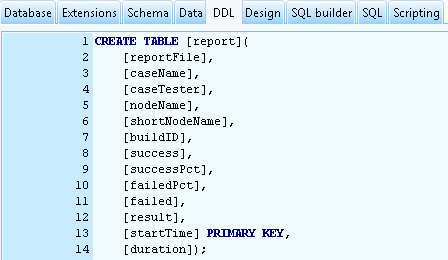 Database Extensions Schema Data DDL Design SQL builder SQL Scripting
1 CREATE TABLE [report](
2 [reportFile],
3 [caseName],
4 [caseTester],
5 [nodeName],
6 [shortNodeName],
7 [buildID],
8 [success],
9 [successPct],
10 [failedPct],
11 [failed],
12 [result],
13 [startTime] PRIMARY KEY,
14 [duration]);